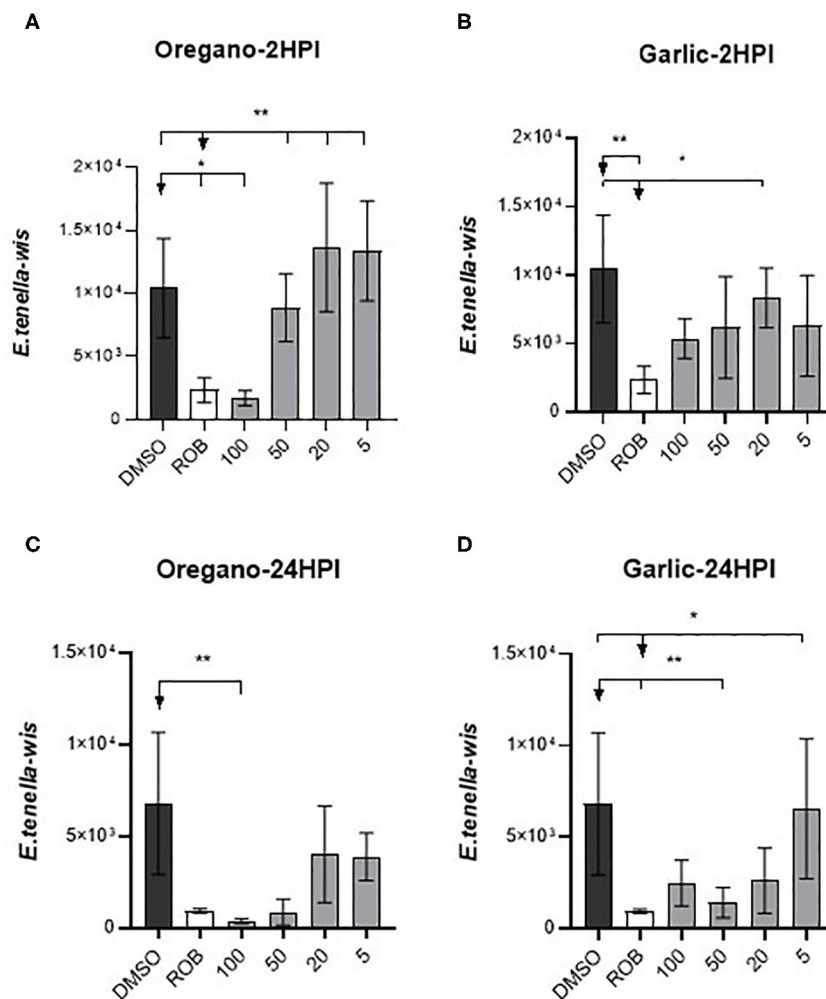 A
Oregano-2HPI
**
*
2×10⁴
1.5×10⁴
1×10⁴
5×10³
0
E.tenella-wis
DMSO ROB 100 50 20 5
B
Garlic-2HPI
**
*
2×10⁴
1.5×10⁴
1×10⁴
5×10³
0
E.tenella-wis
DMSO ROB 100 50 20 5
C
Oregano-24HPI
**
1.5×10⁴
1×10⁴
5×10³
0
E.tenella-wis
DMSO ROB 100 50 20 5
D
Garlic-24HPI
*
**
1.5×10⁴
1×10⁴
5×10³
0
E.tenella-wis
DMSO ROB 100 50 20 5